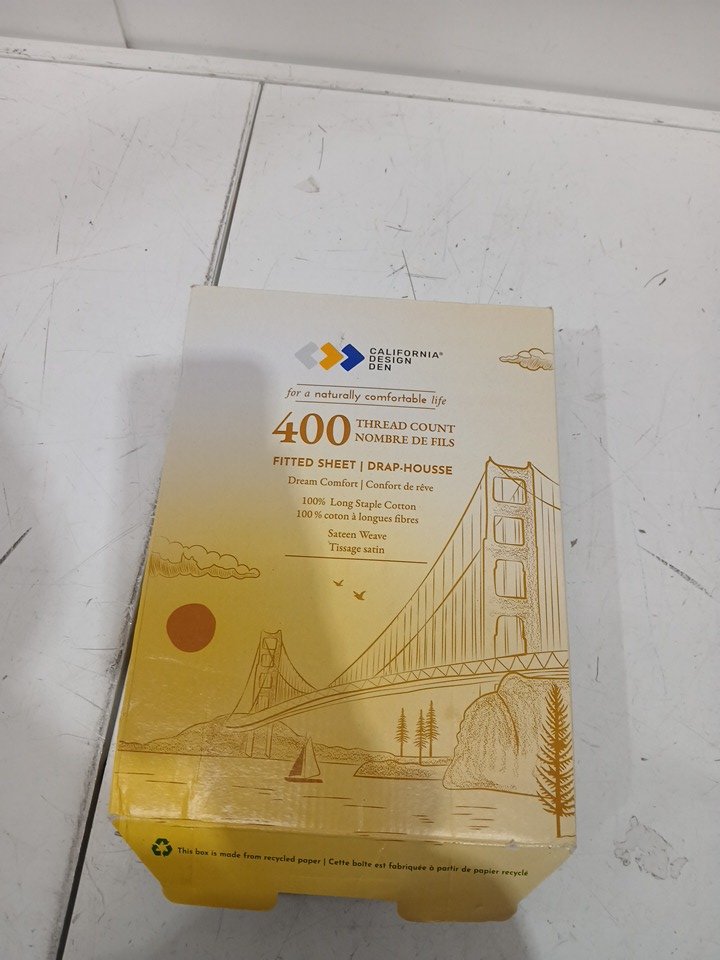 CALIFORNIA®
DESIGN
DEN
for a naturally comfortable life
400 THREAD COUNT
NOMBRE DE FILS
FITTED SHEET | DRAP-HOUSSE
Dream Comfort | Confort de rêve
100% Long Staple Cotton
100 % coton à longues fibres
Sateen Weave
Tissage satin
This box is made from recycled paper | Cette boîte est fabriquée à partir de papier recyclé